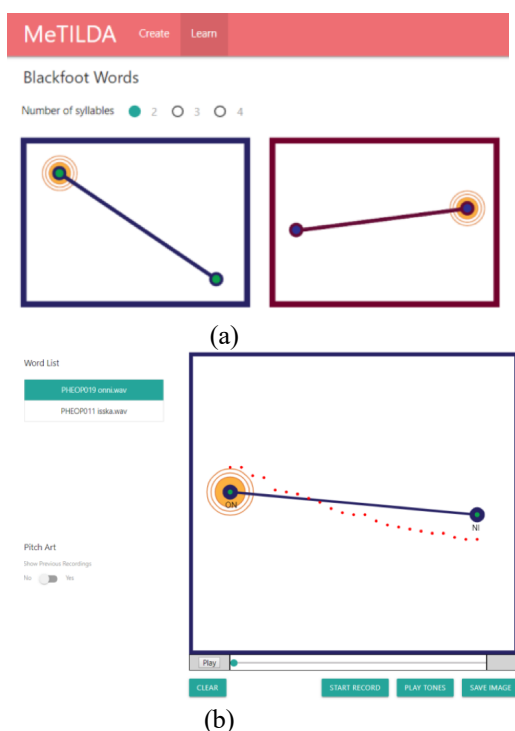 MeTILDA Create Learn
Blackfoot Words
Number of syllables 2 3 4
(a)
Word List
PHEOP019 onni.wav
PHEOP011 isska.wav
ON
NI
Pitch Art
Show Previous Recordings:
No Yes
Play
CLEAR START RECORD PLAY TONES SAVE IMAGE
(b)